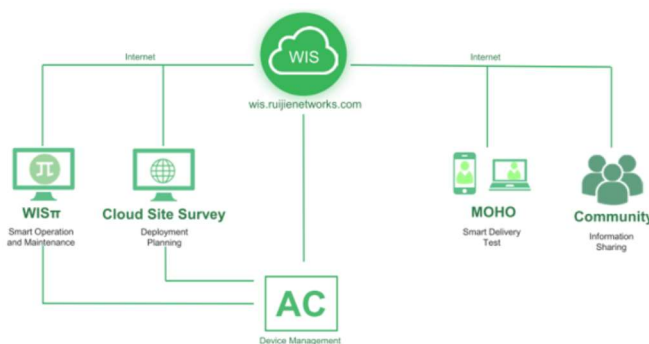 WIS
Internet
Internet
wis.ruijienetworks.com
π
WISπ
Smart Operation
and Maintenance
Cloud Site Survey
Deployment
Planning
MOHO
Smart Delivery
Test
Community
Information
Sharing
AC
Device Management